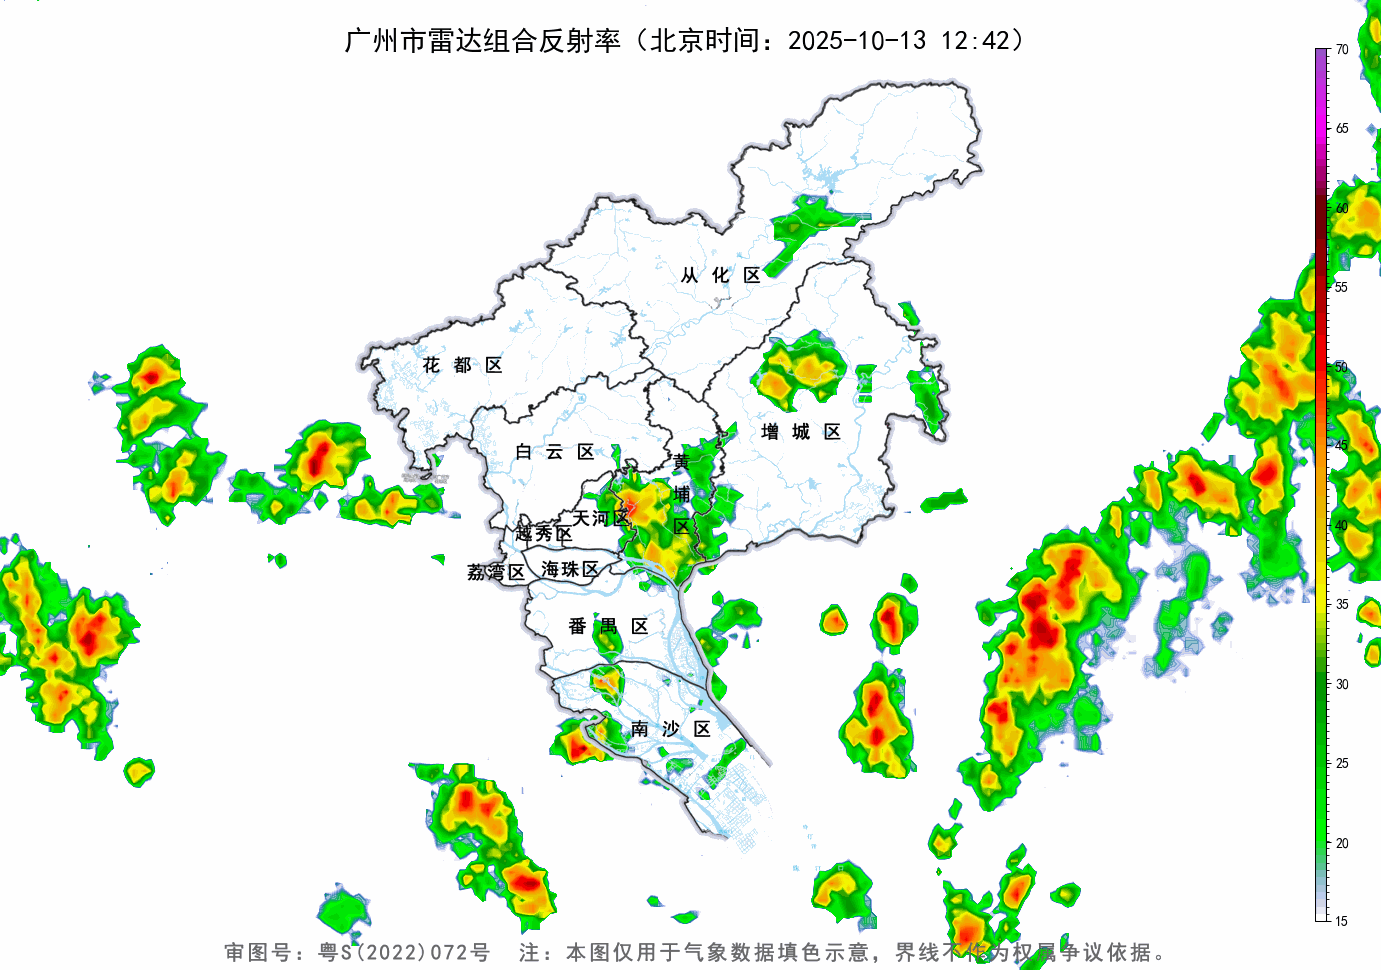 广州市雷达组合反射率（北京时间：2025-10-13 12:42）
70
65
60
55
50
45
40
35
30
25
20
15
从化区
花都区
增城区
白云区
黄埔区
天河区
越秀区
荔湾区
海珠区
番禺区
南沙区
审图号：粤S(2022)072号 注：本图仅用于气象数据填色示意，界线不作为权属争议依据。